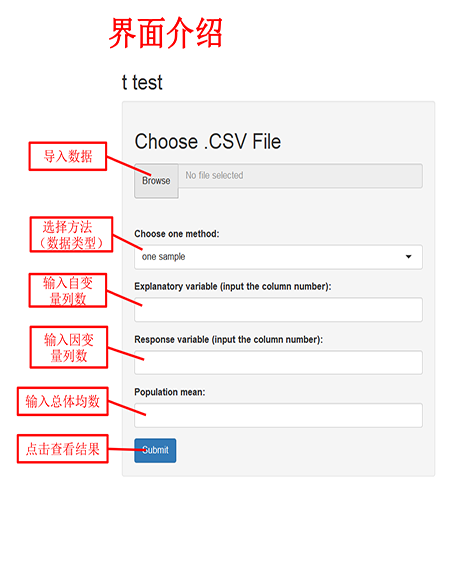 界面介绍
t test
Choose .CSV File
导入数据
Browse
No file selected
选择方法
（数据类型）
Choose one method:
one sample
输入自变
量列数
Explanatory variable (input the column number):
输入因变
量列数
Response variable (input the column number):
输入总体均数
Population mean:
点击查看结果
Submit